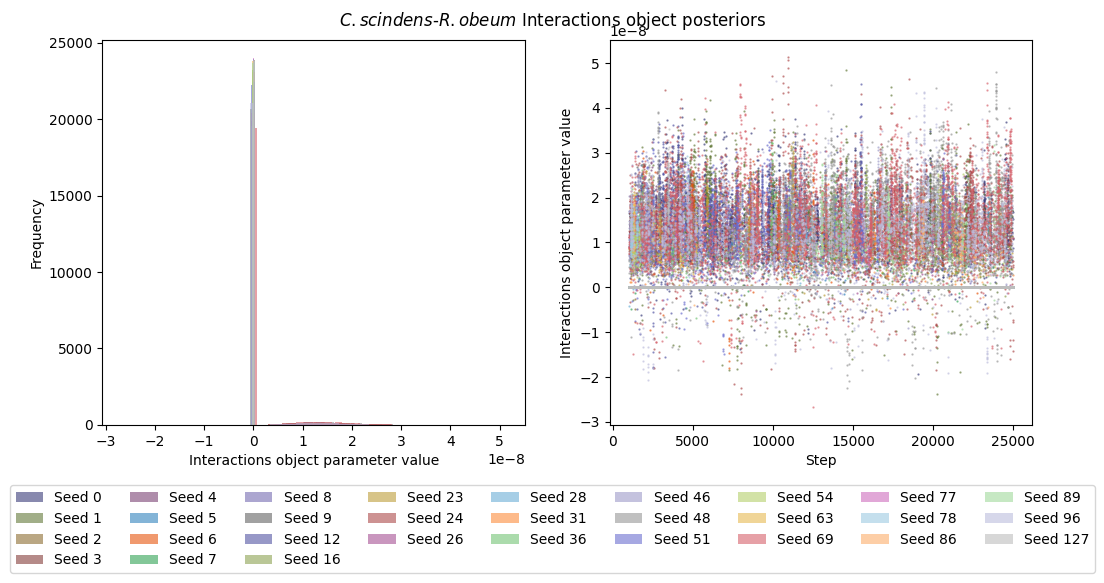 C. scindens-R. obeum Interactions object posteriors
25000
20000
15000
10000
5000
0
Frequency
−3 −2 −1 0 1 2 3 4 5
1e−8
Interactions object parameter value
1e−8
5
4
3
2
1
0
−1
−2
−3
Interactions object parameter value
0 5000 10000 15000 20000 25000
Step
Seed 0 Seed 4 Seed 8 Seed 23 Seed 28 Seed 46 Seed 54 Seed 77 Seed 89
Seed 1 Seed 5 Seed 9 Seed 24 Seed 31 Seed 48 Seed 63 Seed 78 Seed 96
Seed 2 Seed 6 Seed 12 Seed 26 Seed 36 Seed 51 Seed 69 Seed 86 Seed 127
Seed 3 Seed 7 Seed 16